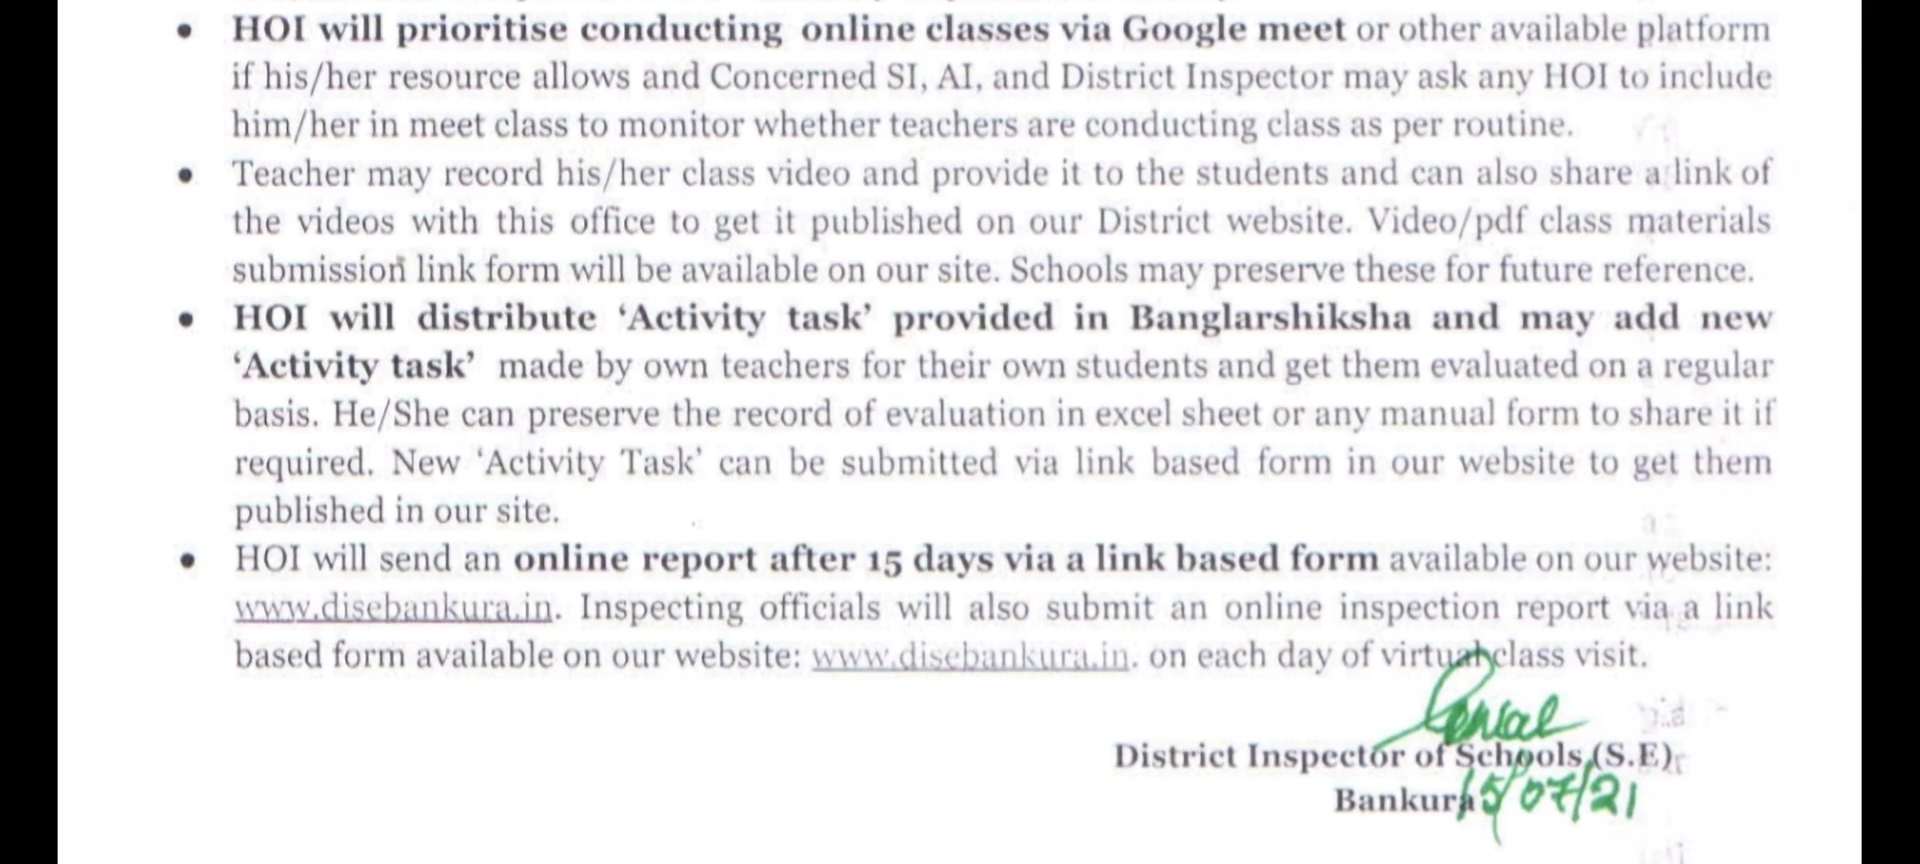 • HOI will prioritise conducting online classes via Google meet or other available platform
if his/her resource allows and Concerned SI, AI, and District Inspector may ask any HOI to include
him/her in meet class to monitor whether teachers are conducting class as per routine.
• Teacher may record his/her class video and provide it to the students and can also share a link of
the videos with this office to get it published on our District website. Video/pdf class materials
submission link form will be available on our site. Schools may preserve these for future reference.
• HOI will distribute ‘Activity task’ provided in Banglarshiksha and may add new
‘Activity task’ made by own teachers for their own students and get them evaluated on a regular
basis. He/She can preserve the record of evaluation in excel sheet or any manual form to share it if
required. New ‘Activity Task’ can be submitted via link based form in our website to get them
published in our site.
• HOI will send an online report after 15 days via a link based form available on our website:
www.disebankura.in. Inspecting officials will also submit an online inspection report via a link
based form available on our website: www.disebankura.in. on each day of virtual class visit.
District Inspector of Schools,(S.E)
Bankura 15/07/21